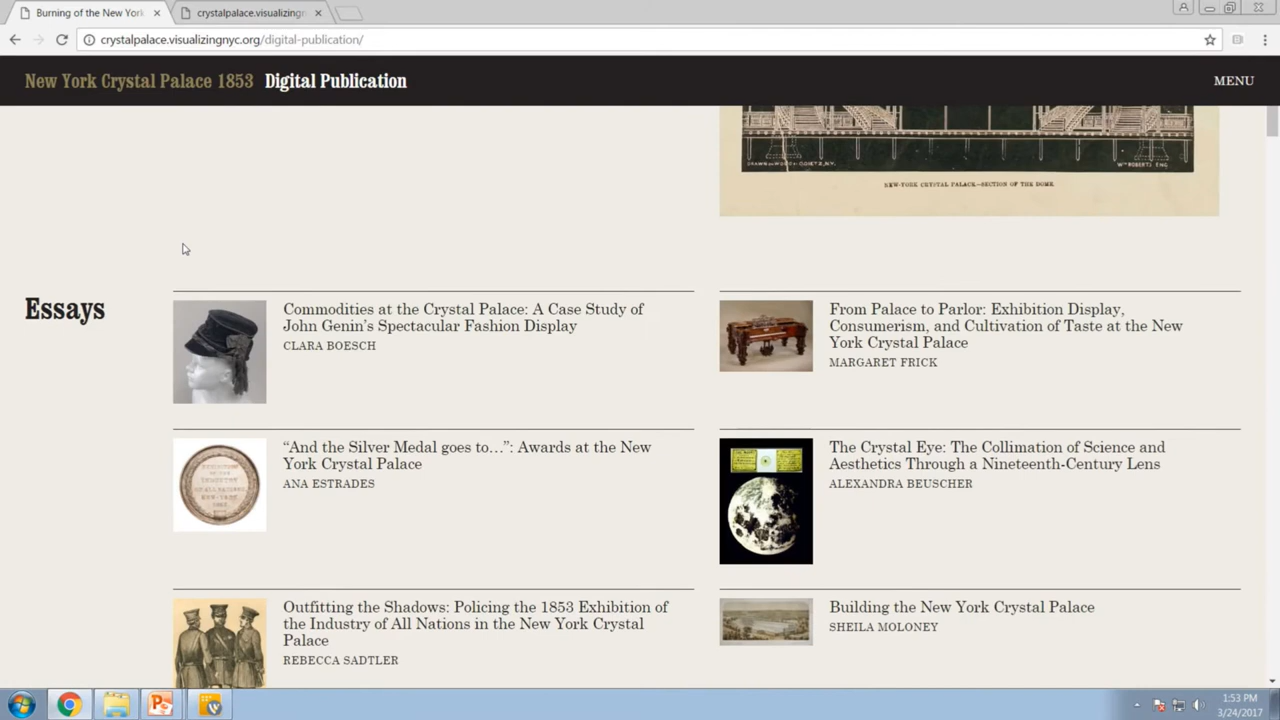 Burning of the New York
crystalpalace.visualizingn
crystalpalace.visualizingnyc.org/digital-publication/
New York Crystal Palace 1853 Digital Publication
MENU
NEW-YORK CRYSTAL PALACE—SECTION OF THE DOME
Essays
Commodities at the Crystal Palace: A Case Study of
John Genin's Spectacular Fashion Display
CLARA BOESCH
From Palace to Parlor: Exhibition Display,
Consumerism, and Cultivation of Taste at the New
York Crystal Palace
MARGARET FRICK
“And the Silver Medal goes to…”: Awards at the New
York Crystal Palace
ANA ESTRADES
The Crystal Eye: The Collimation of Science and
Aesthetics Through a Nineteenth-Century Lens
ALEXANDRA BEUSCHER
Outfitting the Shadows: Policing the 1853 Exhibition of
the Industry of All Nations in the New York Crystal
Palace
REBECCA SADTLER
Building the New York Crystal Palace
SHEILA MOLONEY
1:53 PM
3/24/2017